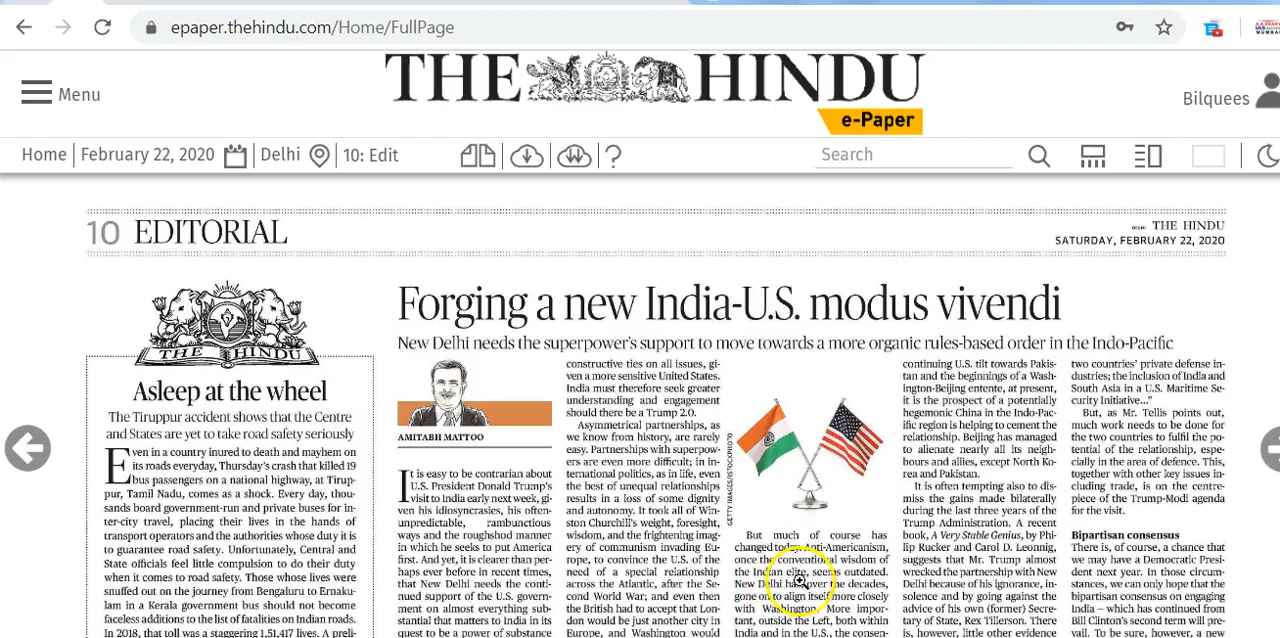 epaper.thehindu.com/Home/FullPage
Menu
THE HINDU
e-Paper
Bilquees
Home
February 22, 2020
Delhi
10: Edit
?
Search
10 EDITORIAL
DELHI THE HINDU
SATURDAY, FEBRUARY 22, 2020
THE HINDU
Asleep at the wheel
The Tiruppur accident shows that the Centre
and States are yet to take road safety seriously
Even in a country inured to death and mayhem on
its roads everyday, Thursday's crash that killed 19
bus passengers on a national highway, at Tirup-
pur, Tamil Nadu, comes as a shock. Every day, thou-
sands board government-run and private buses for in-
ter-city travel, placing their lives in the hands of
transport operators and the authorities whose duty it is
to guarantee road safety. Unfortunately, Central and
State officials feel little compulsion to do their duty
when it comes to road safety. Those whose lives were
snuffed out on the journey from Bengaluru to Ernaku-
lam in a Kerala government bus should not become
faceless additions to the list of fatalities on Indian roads.
In 2018, that toll was a staggering 1,51,417 lives. A preli-
Forging a new India-U.S. modus vivendi
New Delhi needs the superpower's support to move towards a more organic rules-based order in the Indo-Pacific
AMITABH MATTOO
It is easy to be contrarian about
U.S. President Donald Trump's
visit to India early next week, gi-
ven his idiosyncrasies, his often-
unpredictable, rambunctious
ways and the roughshod manner
in which he seeks to put America
first. And yet, it is clearer than per-
haps ever before in recent times,
that New Delhi needs the conti-
nued support of the U.S. govern-
ment on almost everything sub-
stantial that matters to India in its
quest to be a power of substance
constructive ties on all issues, gi-
ven a more sensitive United States.
India must therefore seek greater
understanding and engagement
should there be a Trump 2.0.
Asymmetrical partnerships, as
we know from history, are rarely
easy. Partnerships with superpow-
ers are even more difficult; in in-
ternational politics, as in life, even
the best of unequal relationships
results in a loss of some dignity
and autonomy. It took all of Win-
ston Churchill's weight, foresight,
wisdom, and the frightening imag-
ery of communism invading Eu-
rope, to convince the U.S. of the
need of a special relationship
across the Atlantic, after the Se-
cond World War; and even then
the British had to accept that Lon-
don would be just another city in
Europe, and Washington would
GETTY IMAGES/ISTOCKPHOTO
But much of course has
changed today. Anti-Americanism,
once the conventional wisdom of
the Indian elite, seems outdated.
New Delhi has over the decades,
gone on to align itself more closely
with Washington. More impor-
tant, outside the Left, both within
India and in the U.S., the consen-
continuing U.S. tilt towards Pakis-
tan and the beginnings of a Wash-
ington-Beijing entente, at present,
it is the prospect of a potentially
hegemonic China in the Indo-Pac-
ific region is helping to cement the
relationship. Beijing has managed
to alienate nearly all its neigh-
bours and allies, except North Ko-
rea and Pakistan.
It is often tempting also to dis-
miss the gains made bilaterally
during the last three years of the
Trump Administration. A recent
book, A Very Stable Genius, by Phi-
lip Rucker and Carol D. Leonnig,
suggests that Mr. Trump almost
wrecked the partnership with New
Delhi because of his ignorance, in-
solence and by going against the
advice of his own (former) Secre-
tary of State, Rex Tillerson. There
is, however, little other evidence
two countries' private defense in-
dustries; the inclusion of India and
South Asia in a U.S. Maritime Se-
curity Initiative..."
But, as Mr. Tellis points out,
much work needs to be done for
the two countries to fulfil the po-
tential of the relationship, espe-
cially in the area of defence. This,
together with other key issues in-
cluding trade, is on the centre-
piece of the Trump-Modi agenda
for the visit.
Bipartisan consensus
There is, of course, a chance that
we may have a Democratic Presi-
dent next year. In those circum-
stances, we can only hope that the
bipartisan consensus on engaging
India – which has continued from
Bill Clinton's second term will pre-
vail. To be sure, however, a